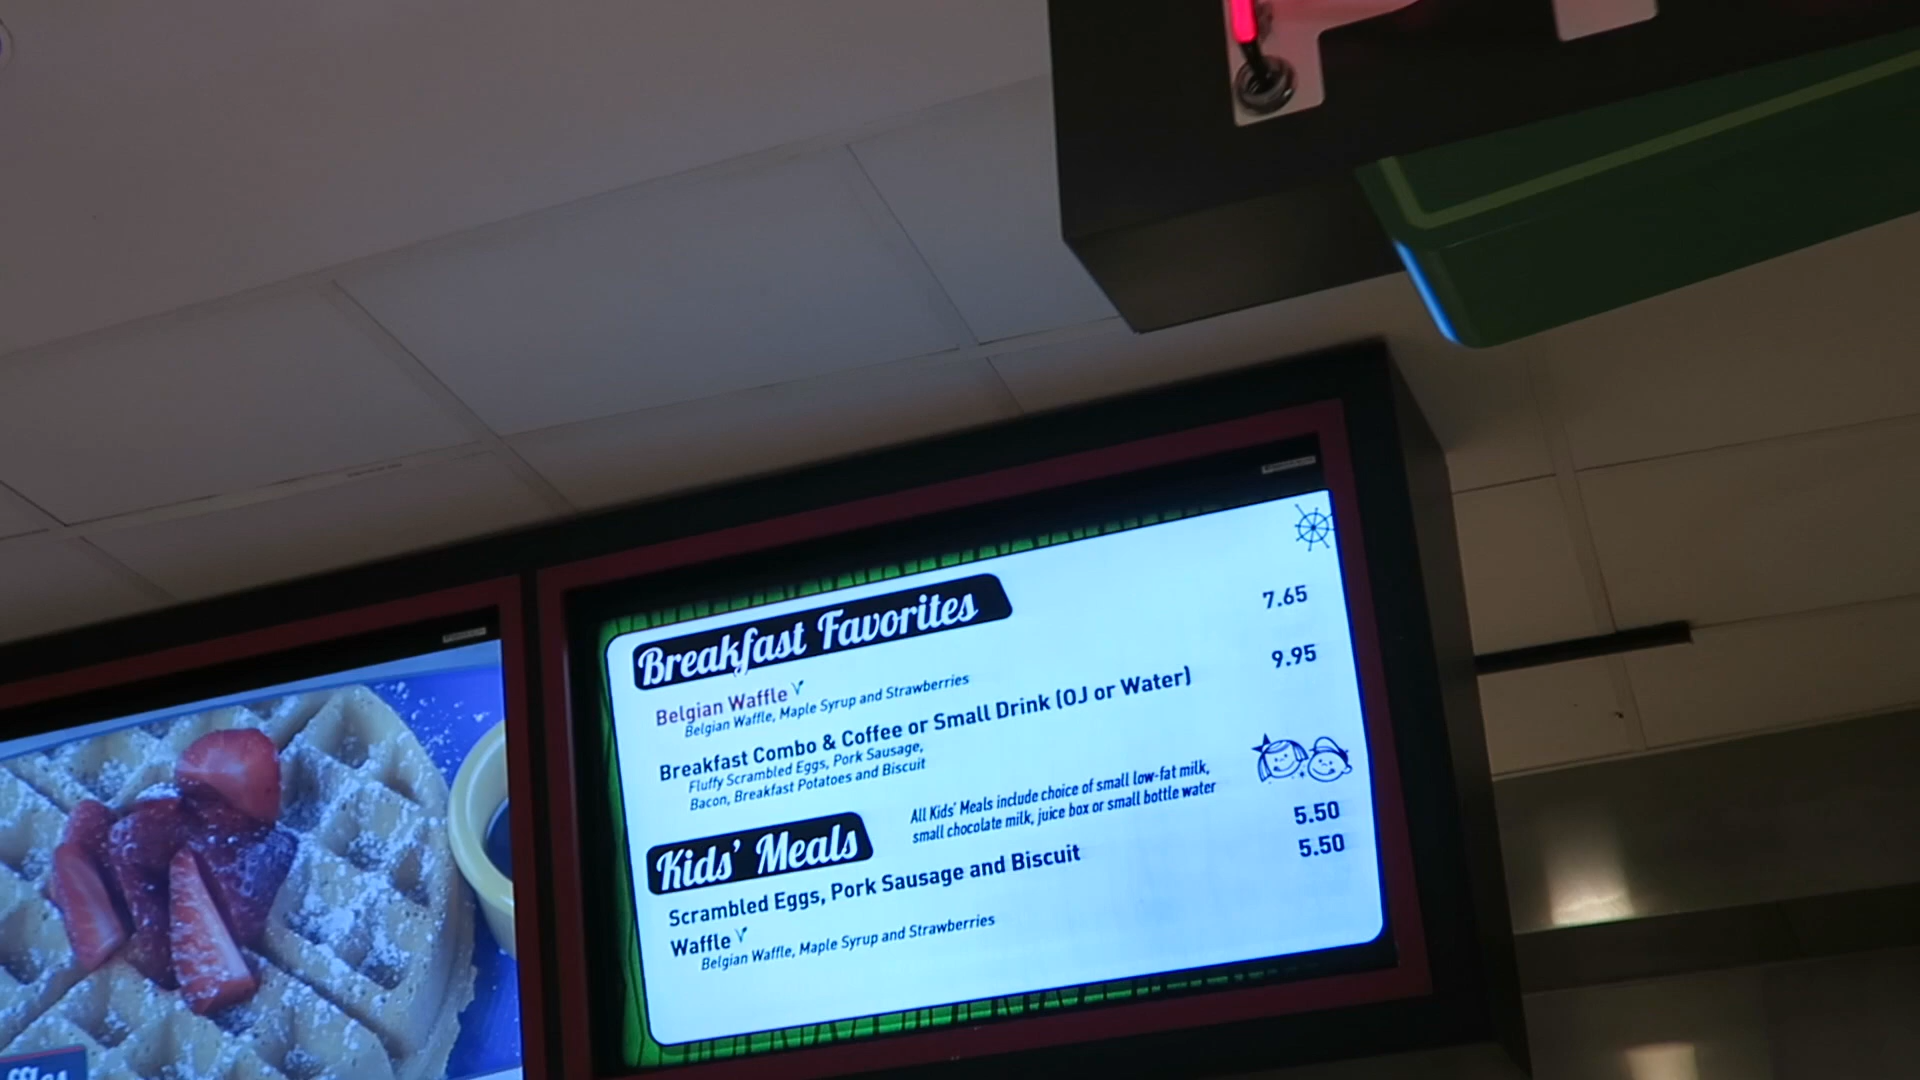 Breakfast Favorites
Belgian Waffle 7.65
Belgian Waffle, Maple Syrup and Strawberries
Breakfast Combo & Coffee or Small Drink (OJ or Water) 9.95
Fluffy Scrambled Eggs, Pork Sausage,
Bacon, Breakfast Potatoes and Biscuit
Kids' Meals
All Kids' Meals include choice of small low-fat milk,
small chocolate milk, juice box or small bottle water
Scrambled Eggs, Pork Sausage and Biscuit 5.50
Waffle 5.50
Belgian Waffle, Maple Syrup and Strawberries